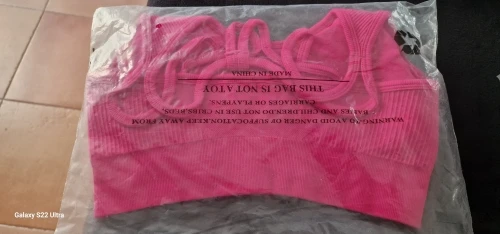 WARNING:TO AVOID DANGER OF SUFFOCATION,KEEP AWAY FROM
BABIES AND CHILDREN.DO NOT USE IN CRIBS,BEDS,
CARRIAGES OR PLAYPENS.
THIS BAG IS NOT A TOY
MADE IN CHINA
Galaxy S22 Ultra